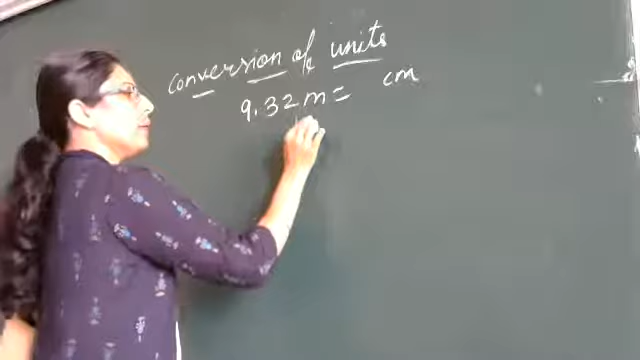 conversion of units
9.32 m =    cm